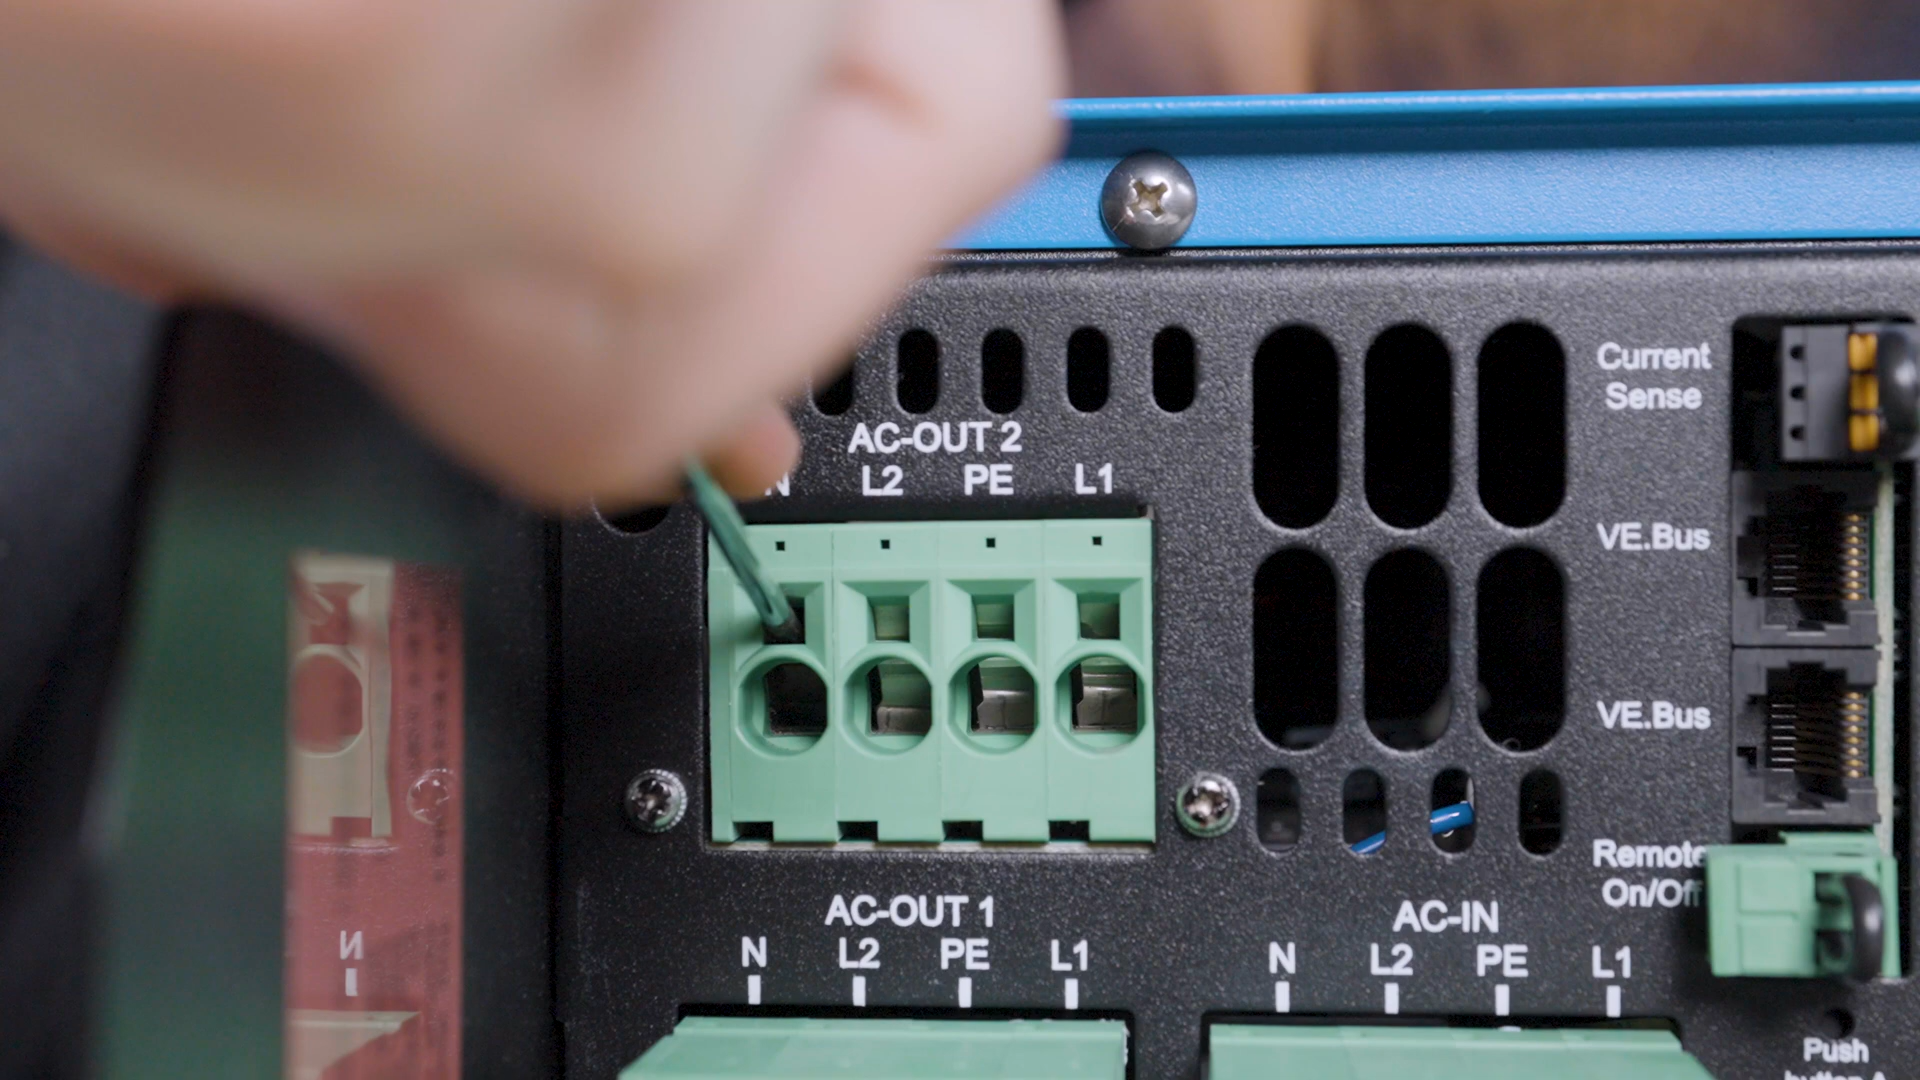 AC-OUT 2
N L2 PE L1
Current
Sense
VE.Bus
VE.Bus
Remote
On/Off
AC-OUT 1
N L2 PE L1
AC-IN
N L2 PE L1
Push
button A
N